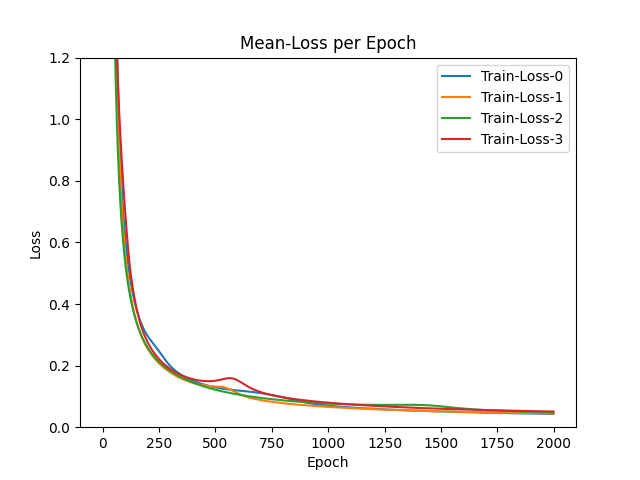 Mean-Loss per Epoch
Train-Loss-0
Train-Loss-1
Train-Loss-2
Train-Loss-3
Loss
1.2
1.0
0.8
0.6
0.4
0.2
0.0
0 250 500 750 1000 1250 1500 1750 2000
Epoch